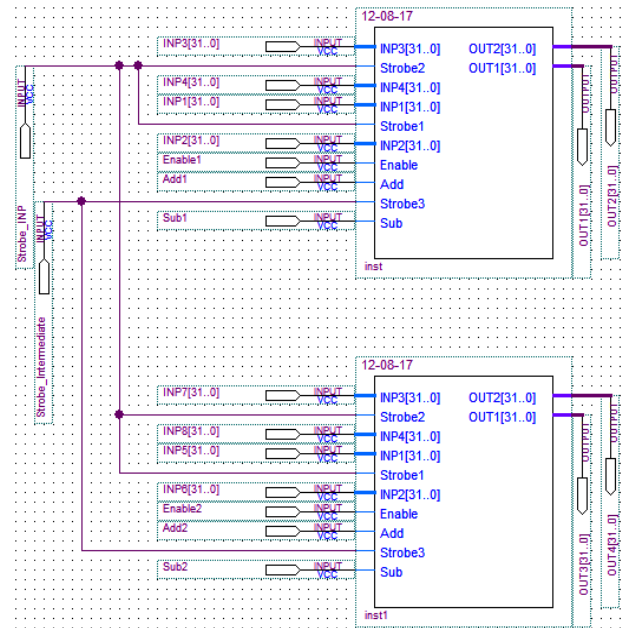 12-08-17
INP3[31..0]
INPUT
VCC
INP3[31..0]
OUT2[31..0]
Strobe2
OUT1[31..0]
INP4[31..0]
INPUT
VCC
INP4[31..0]
INP1[31..0]
INPUT
VCC
INP1[31..0]
Strobe1
INP2[31..0]
INPUT
VCC
INP2[31..0]
Enable1
INPUT
VCC
Enable
Add1
INPUT
VCC
Add
Strobe3
Sub1
INPUT
VCC
Sub
inst
INPUT
VCC
Strobe_INP
INPUT
VCC
Strobe_Intermediate
OUTPUT
OUT1[31..0]
OUTPUT
OUT2[31..0]
12-08-17
INP7[31..0]
INPUT
VCC
INP3[31..0]
OUT2[31..0]
Strobe2
OUT1[31..0]
INP8[31..0]
INPUT
VCC
INP4[31..0]
INP5[31..0]
INPUT
VCC
INP1[31..0]
Strobe1
INP6[31..0]
INPUT
VCC
INP2[31..0]
Enable2
INPUT
VCC
Enable
Add2
INPUT
VCC
Add
Strobe3
Sub2
INPUT
VCC
Sub
inst1
OUTPUT
OUT3[31..0]
OUTPUT
OUT4[31..0]